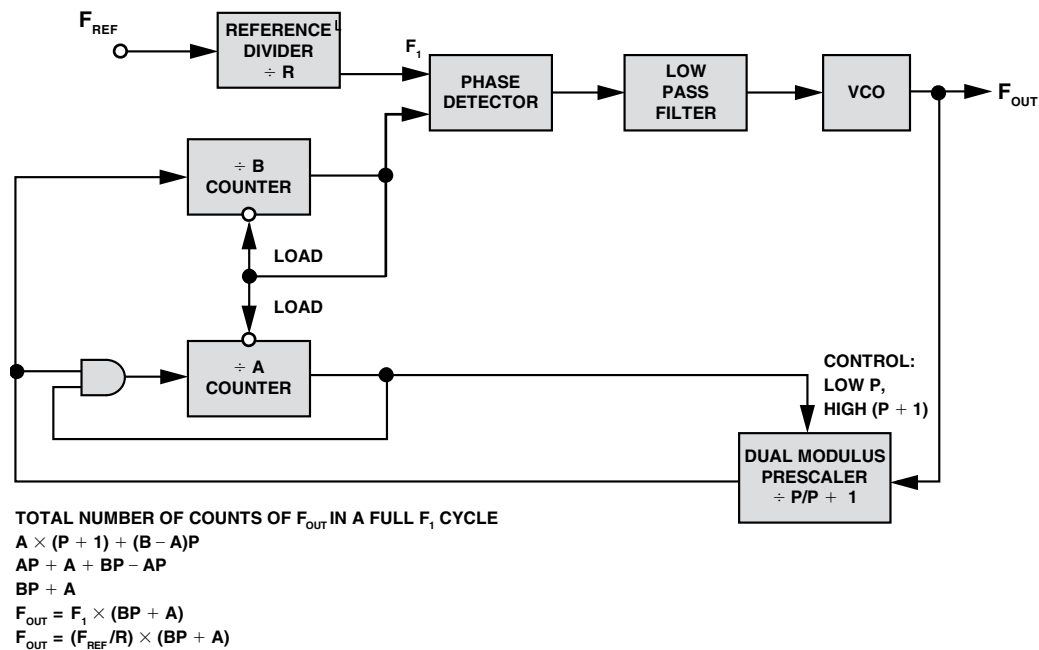 F_REF
REFERENCE
DIVIDER
÷ R
F_1
PHASE
DETECTOR
LOW
PASS
FILTER
VCO
F_OUT
÷ B
COUNTER
LOAD
LOAD
÷ A
COUNTER
CONTROL:
LOW P,
HIGH (P + 1)
DUAL MODULUS
PRESCALER
÷ P/P + 1
TOTAL NUMBER OF COUNTS OF F_OUT IN A FULL F_1 CYCLE
A × (P + 1) + (B – A)P
AP + A + BP – AP
BP + A
F_OUT = F_1 × (BP + A)
F_OUT = (F_REF/R) × (BP + A)